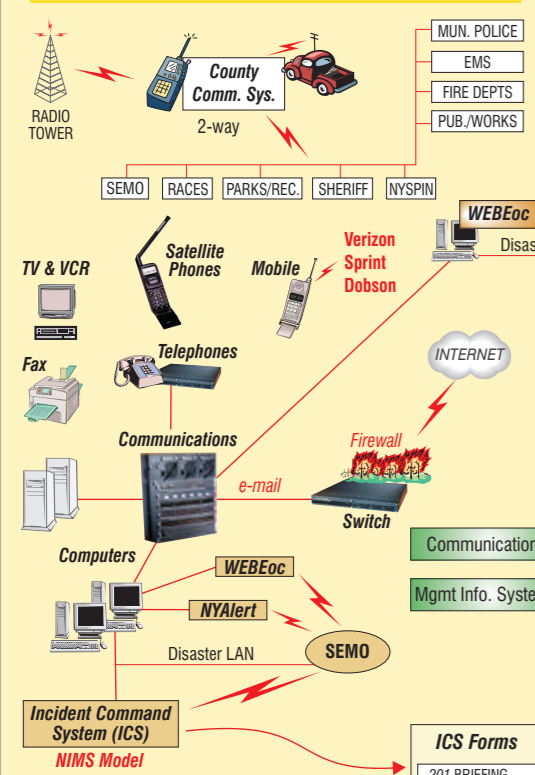 MUN. POLICE
EMS
FIRE DEPTS
PUB./WORKS
County
Comm. Sys.
2-way
RADIO
TOWER
SEMO
RACES
PARKS/REC.
SHERIFF
NYSPIN
WEBEoc
Disas
TV & VCR
Satellite
Phones
Mobile
Verizon
Sprint
Dobson
INTERNET
Fax
Telephones
Communications
Firewall
e-mail
Switch
Communication
Mgmt Info. Syste
Computers
WEBEoc
NYAlert
Disaster LAN
SEMO
Incident Command
System (ICS)
NIMS Model
ICS Forms
201 BRIEFING